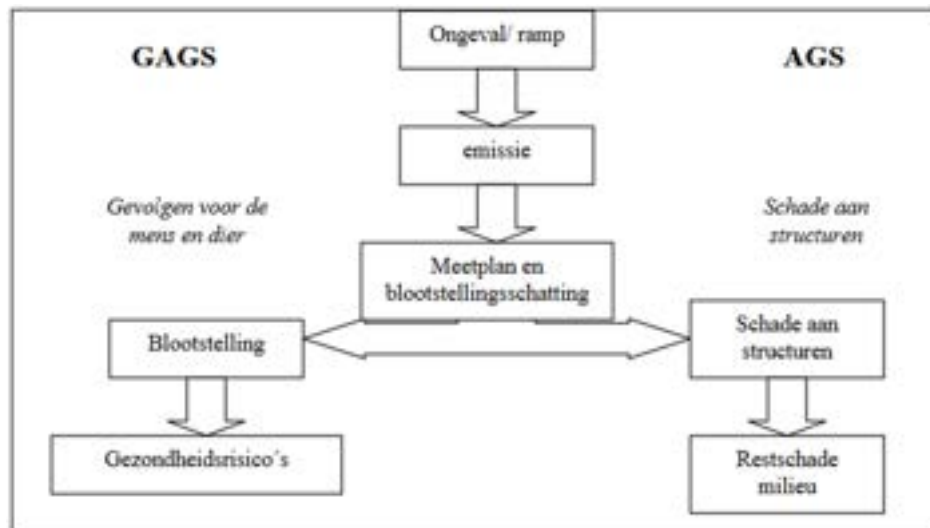 Ongeval/ ramp
GAGS
AGS
emissie
Gevolgen voor de
mens en dier
Schade aan
structuren
Meetplan en
blootstellingsschatting
Blootstelling
Schade aan
structuren
Gezondheidsrisico´s
Restschade
milieu